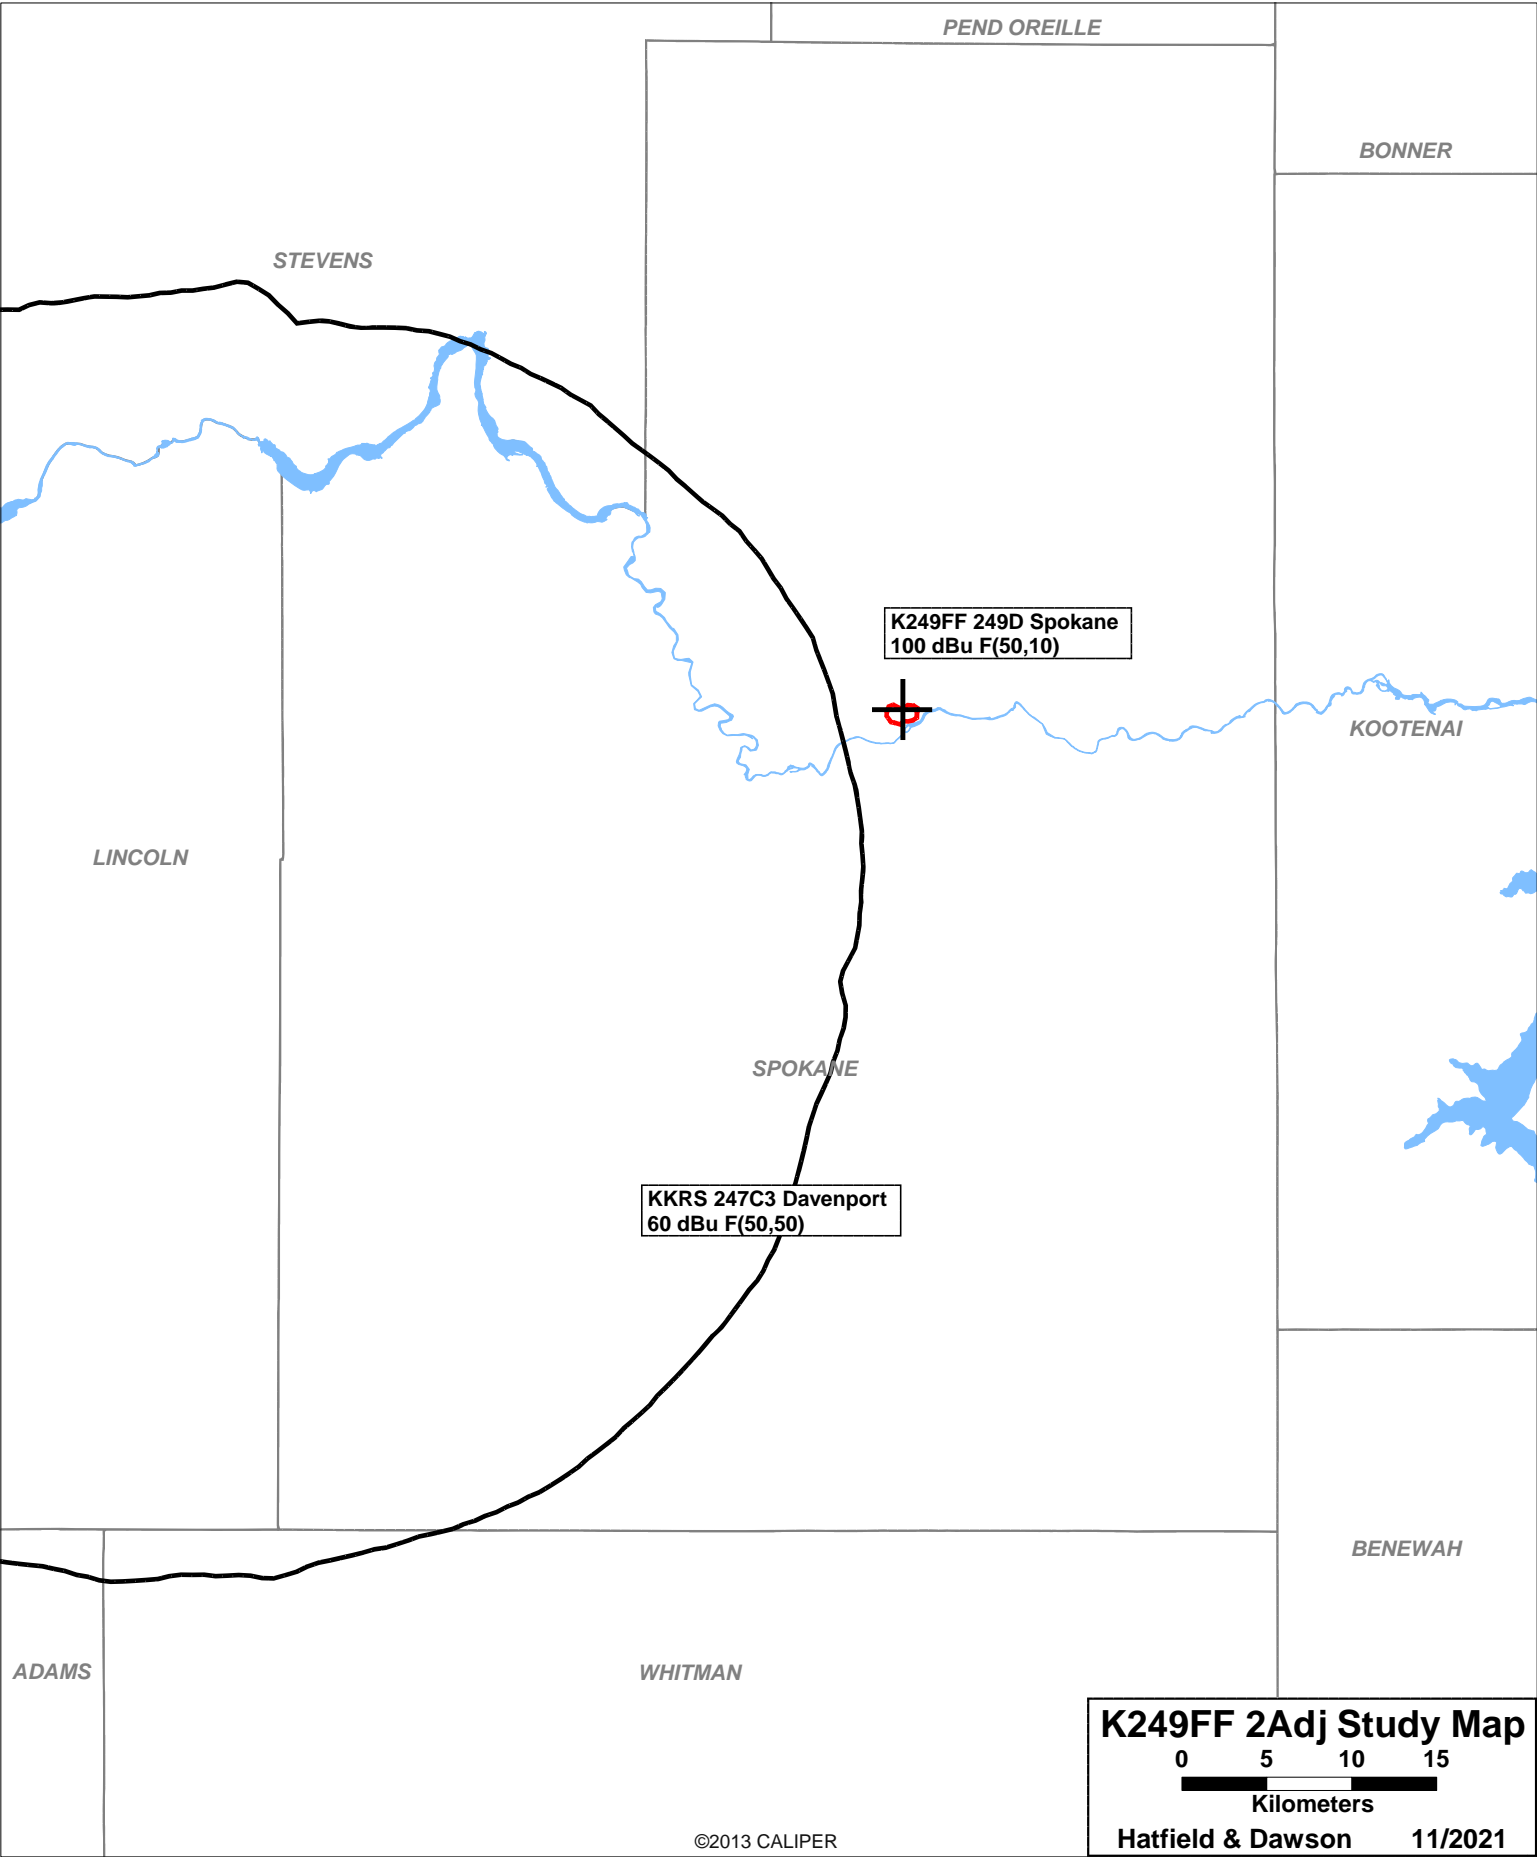 PEND OREILLE
BONNER
STEVENS
K249FF 249D Spokane
100 dBu F(50,10)
KOOTENAI
LINCOLN
SPOKANE
KKRS 247C3 Davenport
60 dBu F(50,50)
BENEWAH
ADAMS
WHITMAN
K249FF 2Adj Study Map
0 5 10 15
Kilometers
Hatfield & Dawson 11/2021
©2013 CALIPER